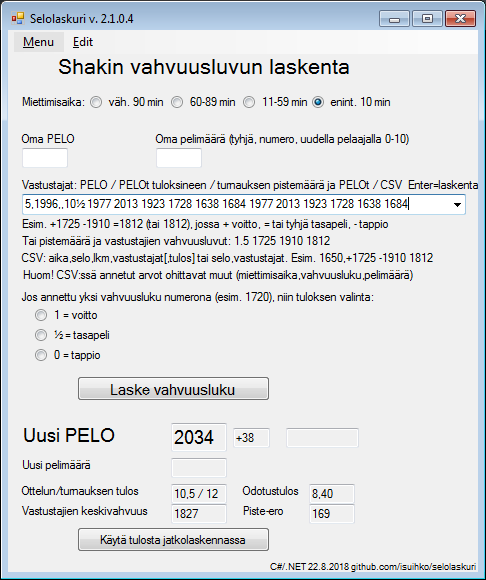 Selolaskuri v. 2.1.0.4
Menu Edit
Shakin vahvuusluvun laskenta
Miettimisaika: väh. 90 min 60-89 min 11-59 min enint. 10 min
Oma PELO Oma pelimäärä (tyhjä, numero, uudella pelaajalla 0-10)
Vastustajat: PELO / PELOt tuloksineen / turnauksen pistemäärä ja PELOt / CSV Enter=laskenta
5,1996,,10½ 1977 2013 1923 1728 1638 1684 1977 2013 1923 1728 1638 1684
Esim. +1725 -1910 =1812 (tai 1812), jossa + voitto, = tai tyhjä tasapeli, - tappio
Tai pistemäärä ja vastustajien vahvuusluvut: 1.5 1725 1910 1812
CSV: aika,selo,lkm,vastustajat[,tulos] tai selo,vastustajat. Esim. 1650,+1725 -1910 1812
Huom! CSV:ssä annetut arvot ohittavat muut (miettimisaika,vahvuusluku,pelimäärä)
Jos annettu yksi vahvuusluku numerona (esim. 1720), niin tuloksen valinta:
1 = voitto
½ = tasapeli
0 = tappio
Laske vahvuusluku
Uusi PELO 2034 +38
Uusi pelimäärä
Ottelun/turnauksen tulos 10,5 / 12 Odotustulos 8,40
Vastustajien keskivahvuus 1827 Piste-ero 169
Käytä tulosta jatkolaskennassa
C#/.NET 22.8.2018 github.com/isuihko/selolaskuri